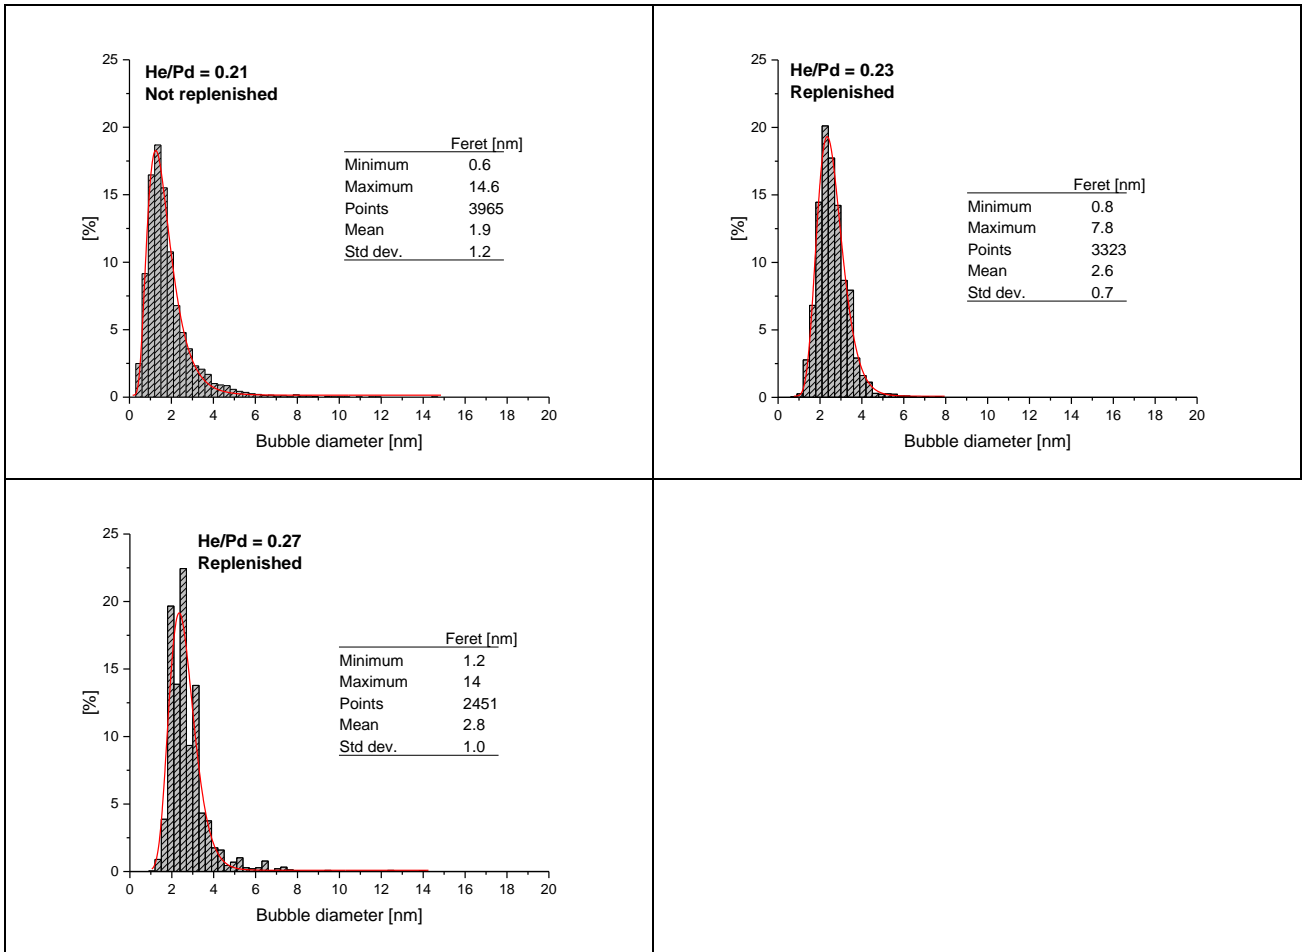 He/Pd = 0.21
Not replenished
25
20
15
10
5
0
[%]
Feret [nm]
Minimum 0.6
Maximum 14.6
Points 3965
Mean 1.9
Std dev. 1.2
0 2 4 6 8 10 12 14 16 18 20
Bubble diameter [nm]
He/Pd = 0.23
Replenished
25
20
15
10
5
0
[%]
Feret [nm]
Minimum 0.8
Maximum 7.8
Points 3323
Mean 2.6
Std dev. 0.7
0 2 4 6 8 10 12 14 16 18 20
Bubble diameter [nm]
He/Pd = 0.27
Replenished
25
20
15
10
5
0
[%]
Feret [nm]
Minimum 1.2
Maximum 14
Points 2451
Mean 2.8
Std dev. 1.0
0 2 4 6 8 10 12 14 16 18 20
Bubble diameter [nm]